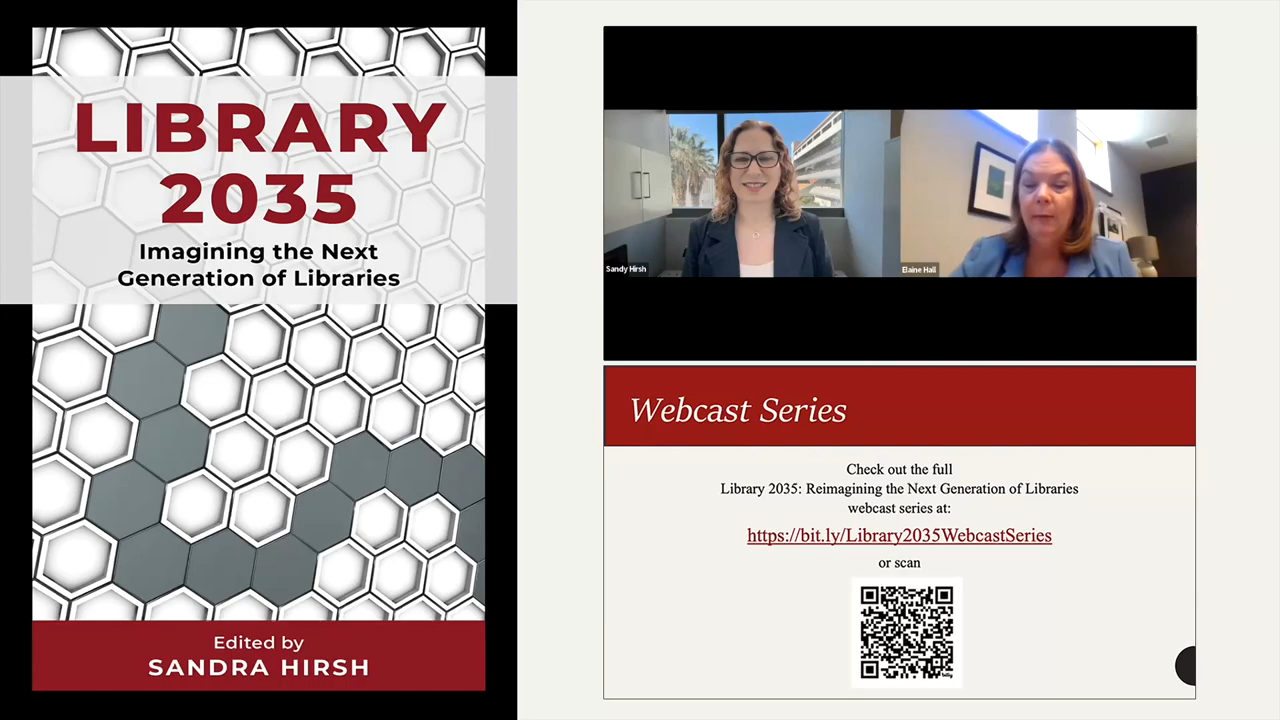 LIBRARY
2035
Imagining the Next
Generation of Libraries
Edited by
SANDRA HIRSH
Sandy Hirsh
Elaine Hall
Webcast Series
Check out the full
Library 2035: Reimagining the Next Generation of Libraries
webcast series at:
https://bit.ly/Library2035WebcastSeries
or scan
bitly